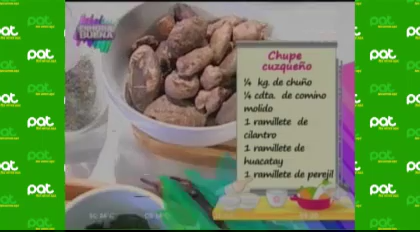 Chupe
cuzqueño
¼ kg. de chuño
¼ cdta. de comino
molido
1 ramillete de
cilantro
1 ramillete de
huacatay
1 ramillete de perejil
BUENA
pat